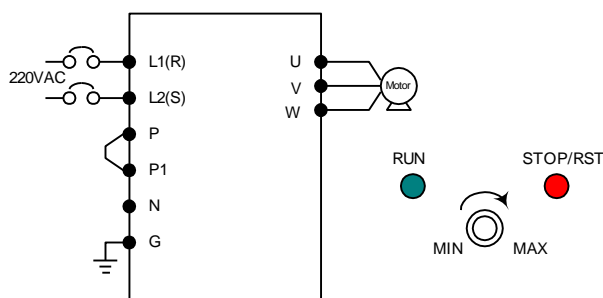 L1(R)
220VAC
L2(S)
P
P1
N
G
U
V
W
Motor
RUN
STOP/RST
MIN
MAX